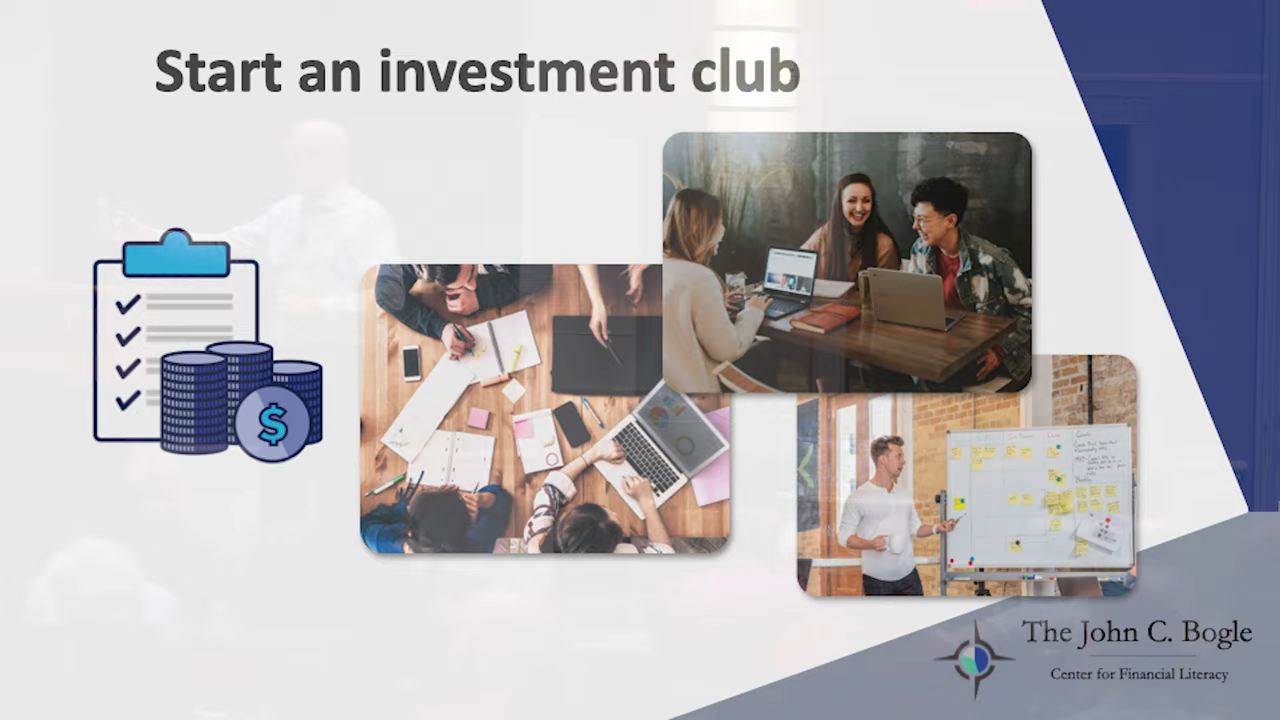 Start an investment club
$
The John C. Bogle
Center for Financial Literacy